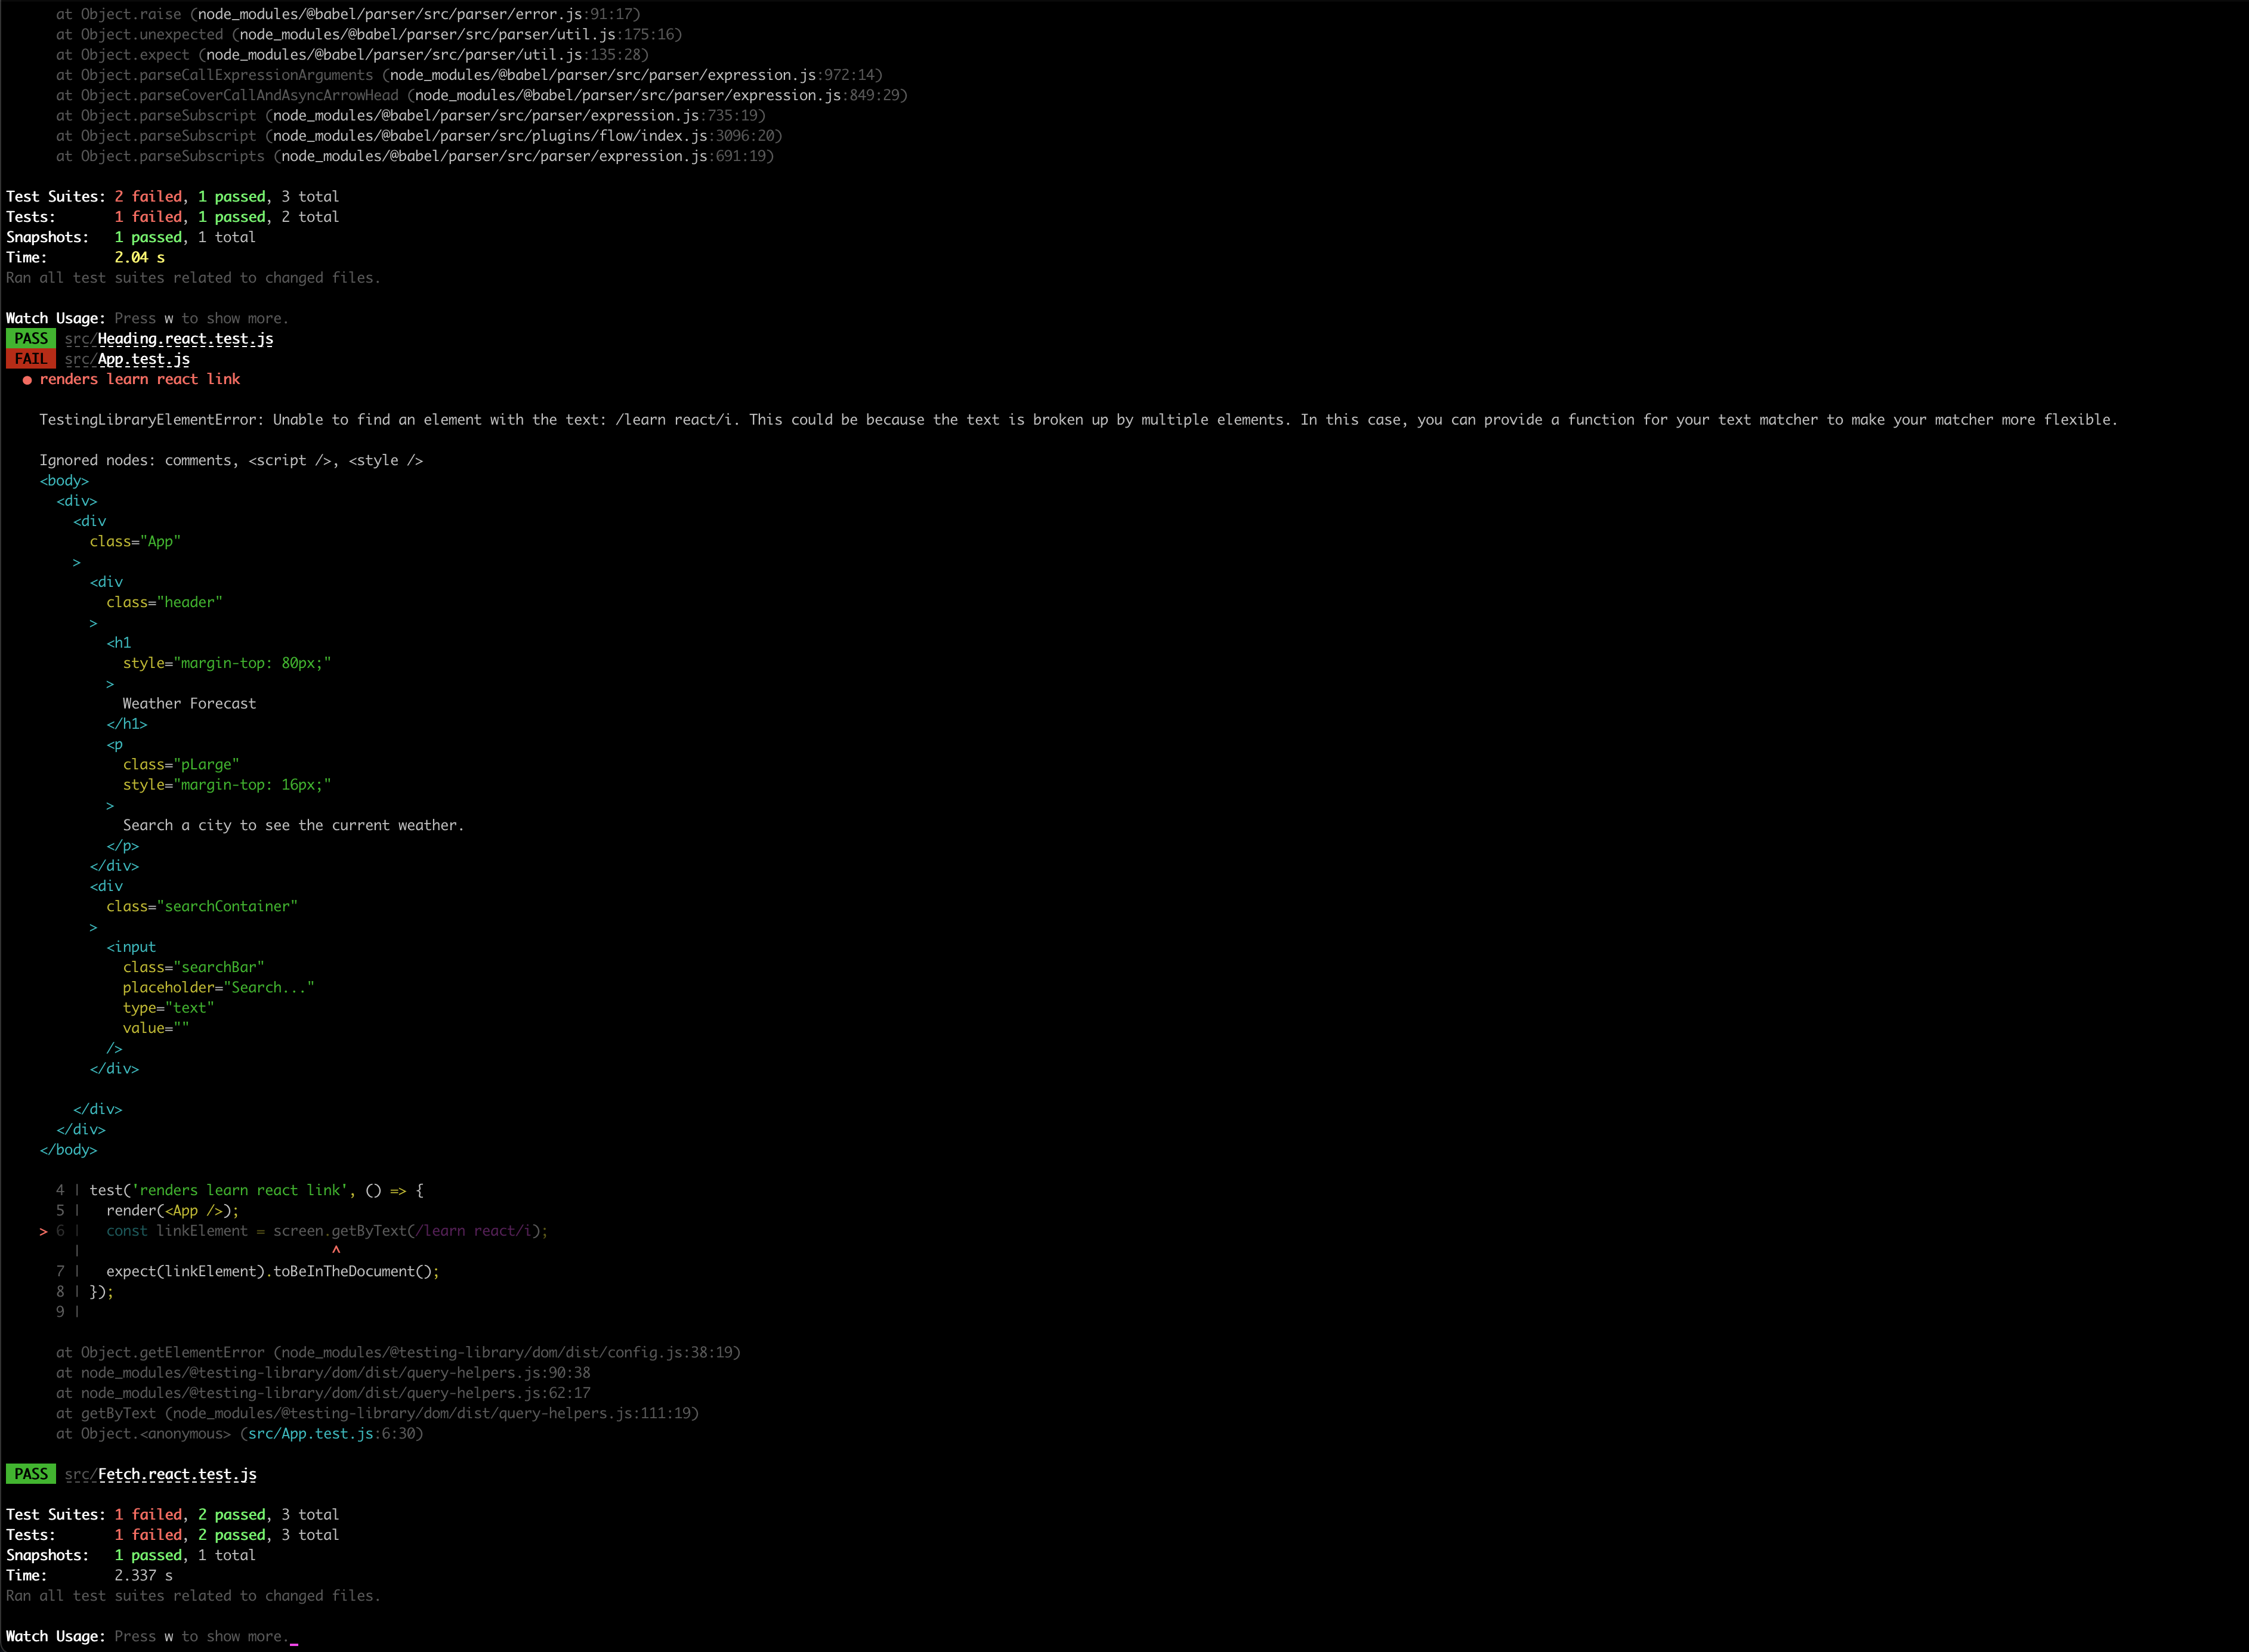 at Object.raise (node_modules/@babel/parser/src/parser/error.js:91:17)
at Object.unexpected (node_modules/@babel/parser/src/parser/util.js:175:16)
at Object.expect (node_modules/@babel/parser/src/parser/util.js:135:28)
at Object.parseCallExpressionArguments (node_modules/@babel/parser/src/parser/expression.js:972:14)
at Object.parseCoverCallAndAsyncArrowHead (node_modules/@babel/parser/src/parser/expression.js:849:29)
at Object.parseSubscript (node_modules/@babel/parser/src/parser/expression.js:735:19)
at Object.parseSubscript (node_modules/@babel/parser/src/plugins/flow/index.js:3096:20)
at Object.parseSubscripts (node_modules/@babel/parser/src/parser/expression.js:691:19)
Test Suites: 2 failed, 1 passed, 3 total
Tests: 1 failed, 1 passed, 2 total
Snapshots: 1 passed, 1 total
Time: 2.04 s
Ran all test suites related to changed files.
Watch Usage: Press w to show more.
PASS src/Heading.react.test.js
FAIL src/App.test.js
● renders learn react link
TestingLibraryElementError: Unable to find an element with the text: /learn react/i. This could be because the text is broken up by multiple elements. In this case, you can provide a function for your text matcher to make your matcher more flexible.
Ignored nodes: comments, <script />, <style />
<body>
<div>
<div
class="App"
>
<div
class="header"
>
<h1
style="margin-top: 80px;"
>
Weather Forecast
</h1>
<p
class="pLarge"
style="margin-top: 16px;"
>
Search a city to see the current weather.
</p>
</div>
<div
class="searchContainer"
>
<input
class="searchBar"
placeholder="Search..."
type="text"
value=""
/>
</div>
</div>
</div>
</body>
4 | test('renders learn react link', () => {
5 | render(<App />);
> 6 | const linkElement = screen.getByText(/learn react/i);
| ^
7 | expect(linkElement).toBeInTheDocument();
8 | });
9 |
at Object.getElementError (node_modules/@testing-library/dom/dist/config.js:38:19)
at node_modules/@testing-library/dom/dist/query-helpers.js:90:38
at node_modules/@testing-library/dom/dist/query-helpers.js:62:17
at getByText (node_modules/@testing-library/dom/dist/query-helpers.js:111:19)
at Object.<anonymous> (src/App.test.js:6:30)
PASS src/Fetch.react.test.js
Test Suites: 1 failed, 2 passed, 3 total
Tests: 1 failed, 2 passed, 3 total
Snapshots: 1 passed, 1 total
Time: 2.337 s
Ran all test suites related to changed files.
Watch Usage: Press w to show more.